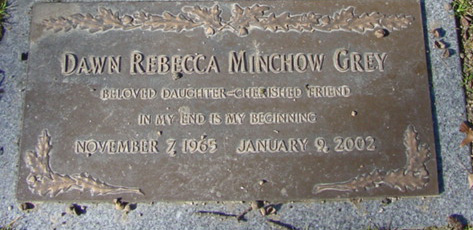 DAWN REBECCA MINCHOW GREY
BELOVED DAUGHTER–CHERISHED FRIEND
IN MY END IS MY BEGINNING
NOVEMBER 7, 1965 JANUARY 9, 2002